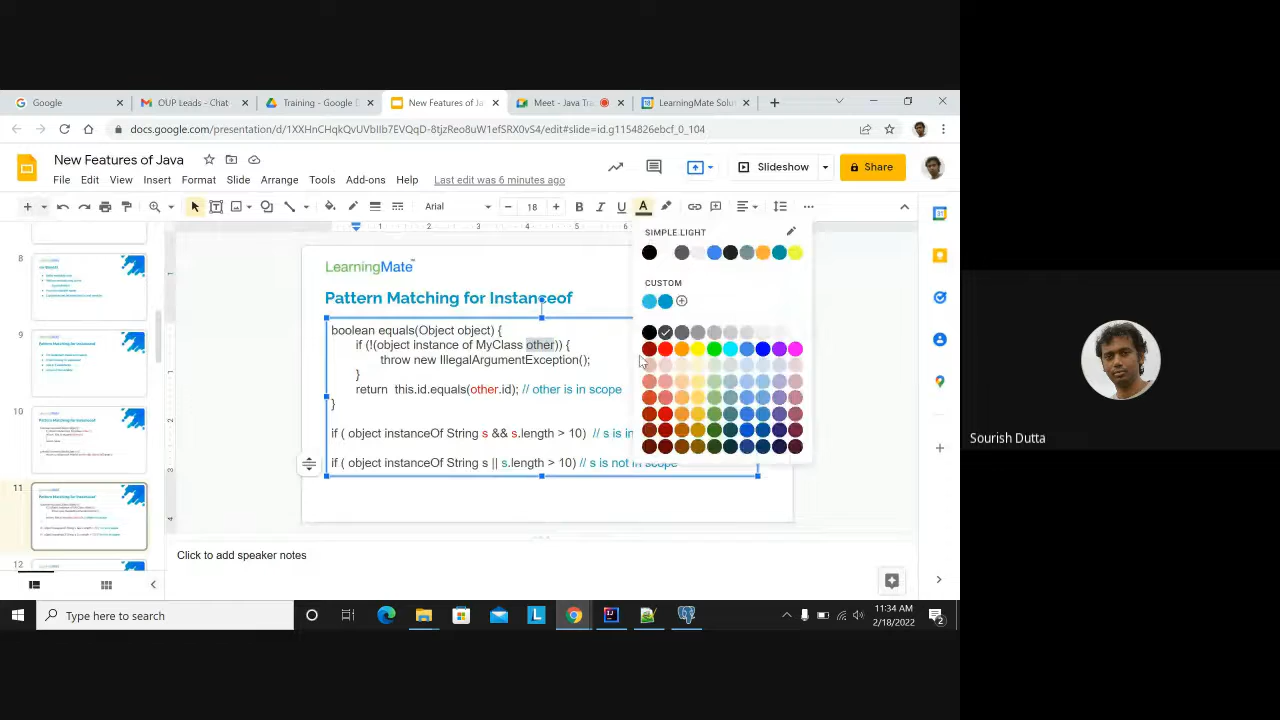 Google
OUP Leads - Chat
Training - Google
New Features of Ja
Meet - Java Tra
LearningMate Solu
docs.google.com/presentation/d/1XXHnCHqkQvUVbIIb7EVQqD-8tjzReo8uW1efSRX0vS4/edit#slide=id.g1154826ebcf_0_104
New Features of Java
File Edit View Insert Format Slide Arrange Tools Add-ons Help Last edit was 6 minutes ago
Slideshow
Share
Arial
18
SIMPLE LIGHT
CUSTOM
8
9
10
11
12
LearningMate
Pattern Matching for Instanceof
boolean equals(Object object) {
if (!(object instance of MyClass other)) {
throw new IllegalArgumentException();
}
return this.id.equals(other.id); // other is in scope
}
if ( object instanceOf String s && s.length > 10) // s is in
if ( object instanceOf String s || s.length > 10) // s is not in scope
Click to add speaker notes
Type here to search
11:34 AM
2/18/2022
Sourish Dutta